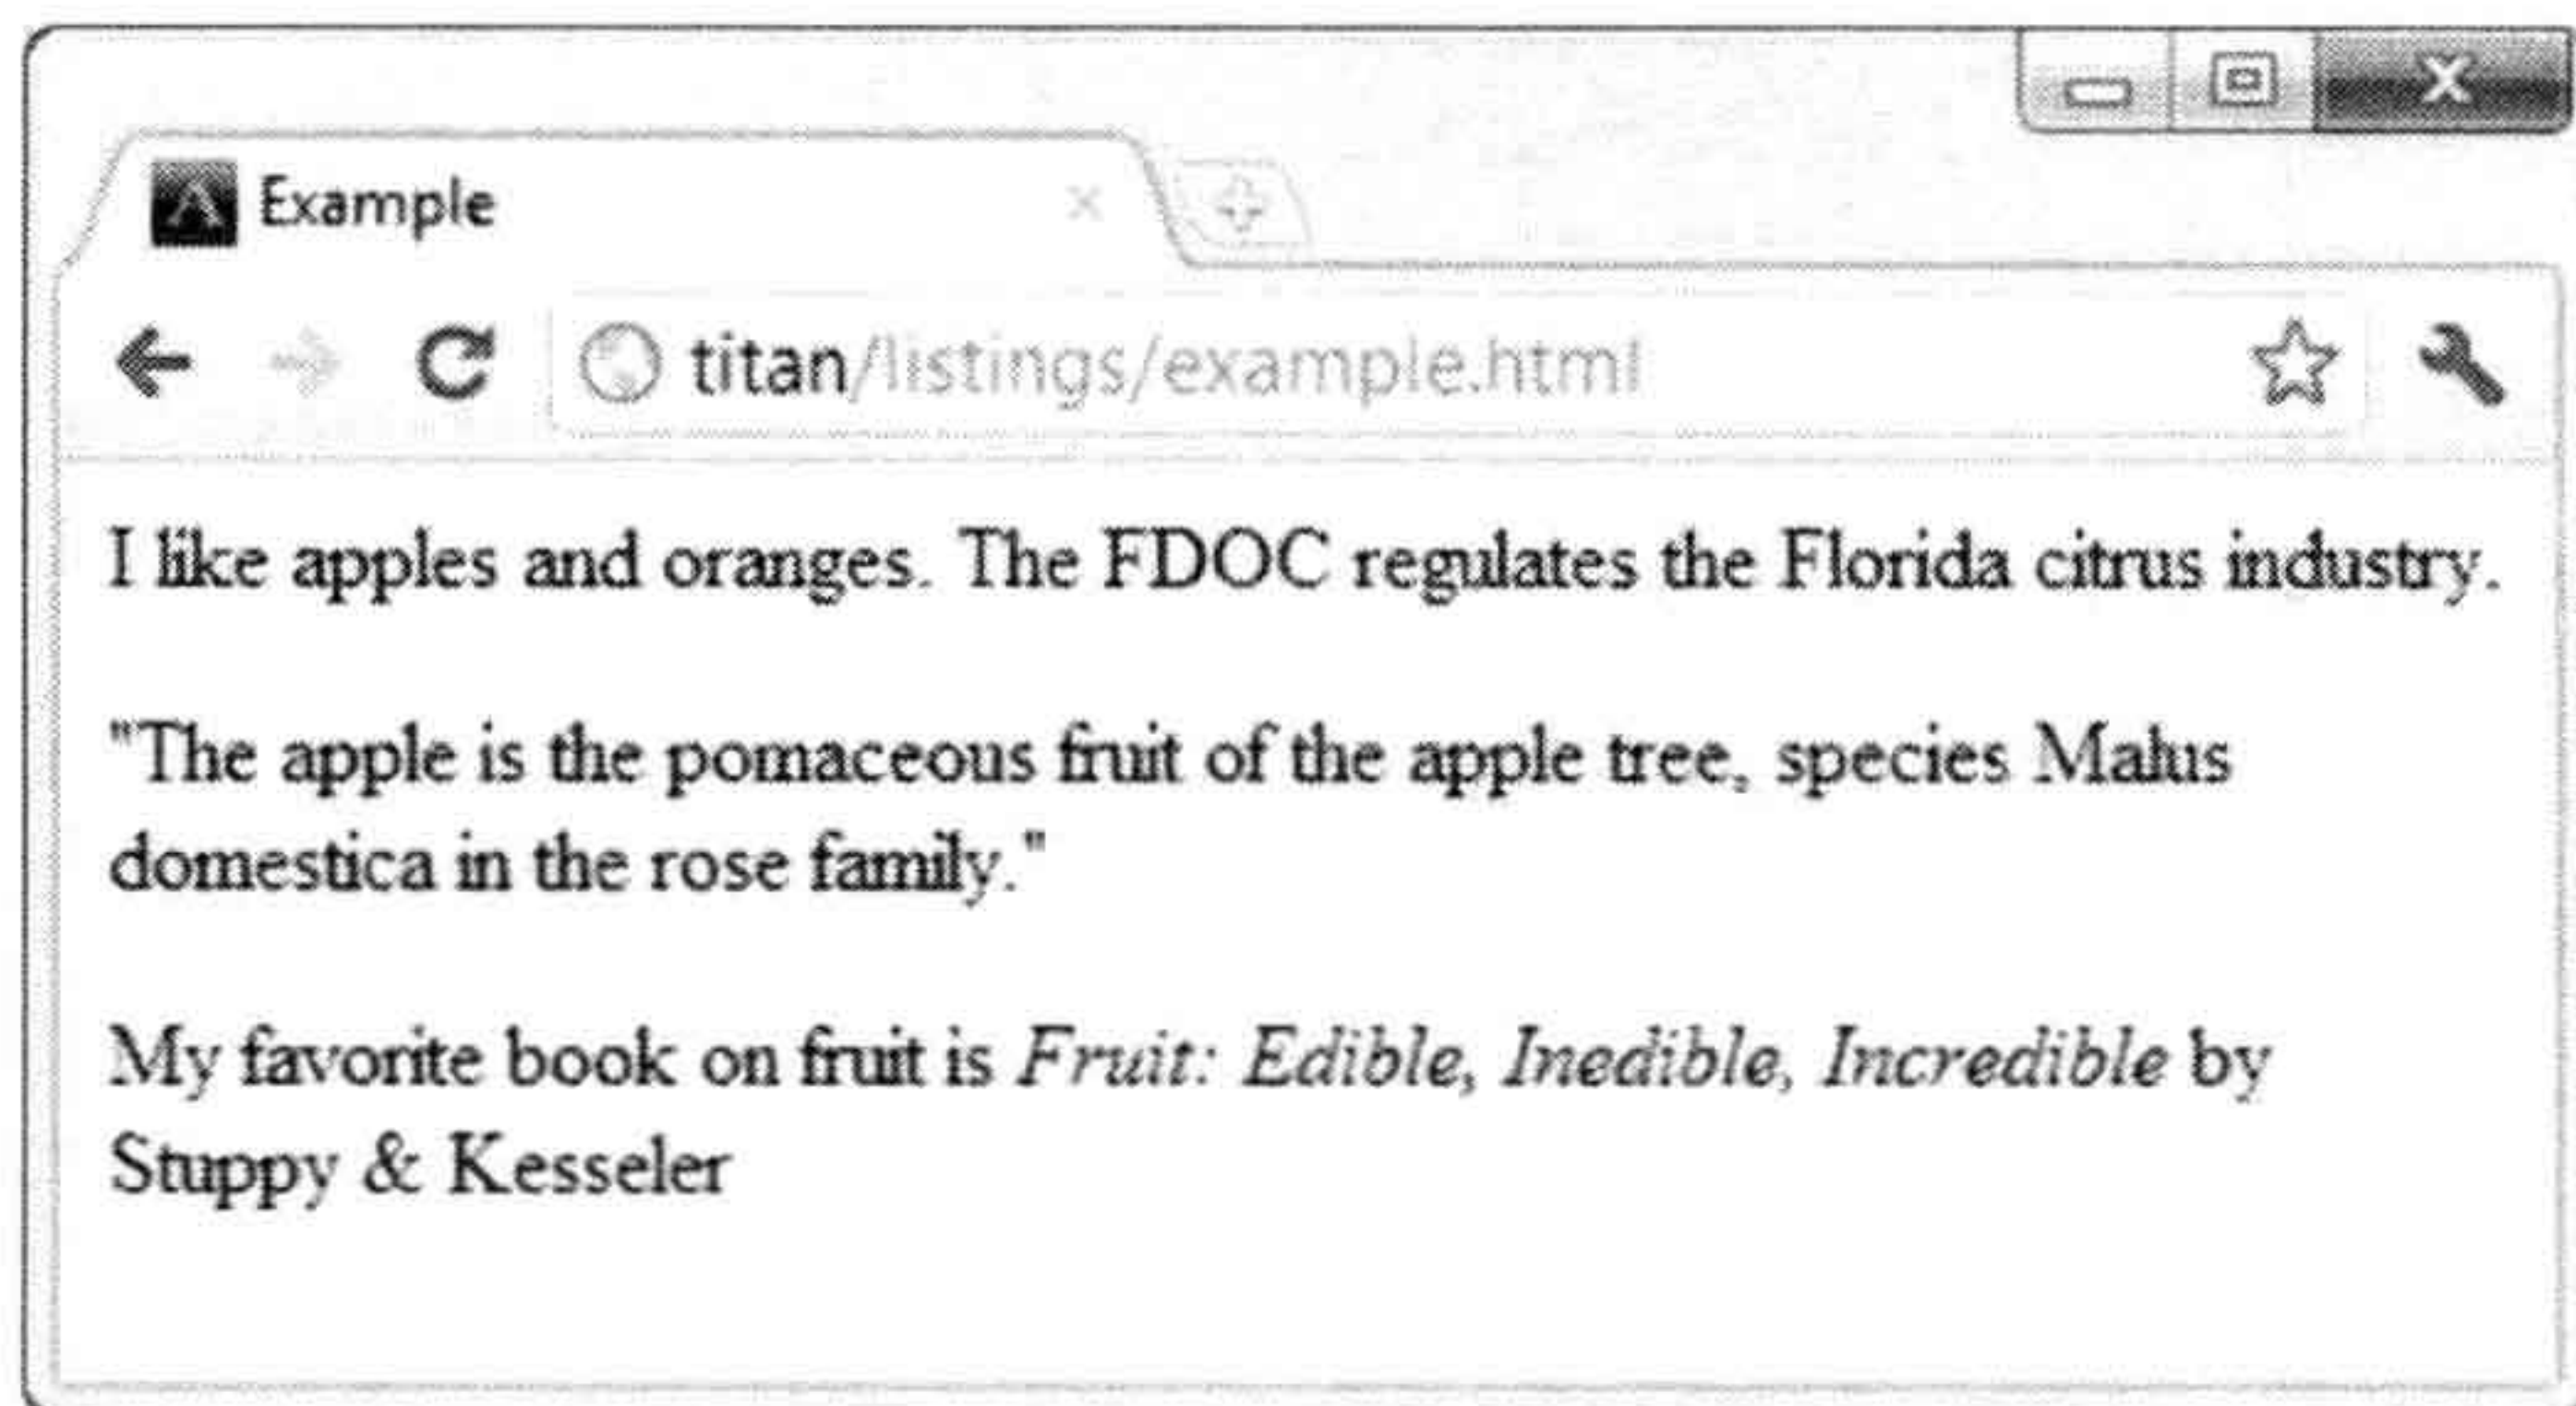 Example
titan/listings/example.html
I like apples and oranges. The FDOC regulates the Florida citrus industry.
"The apple is the pomaceous fruit of the apple tree, species Malus
domestica in the rose family."
My favorite book on fruit is Fruit: Edible, Inedible, Incredible by
Stuppy & Kesseler